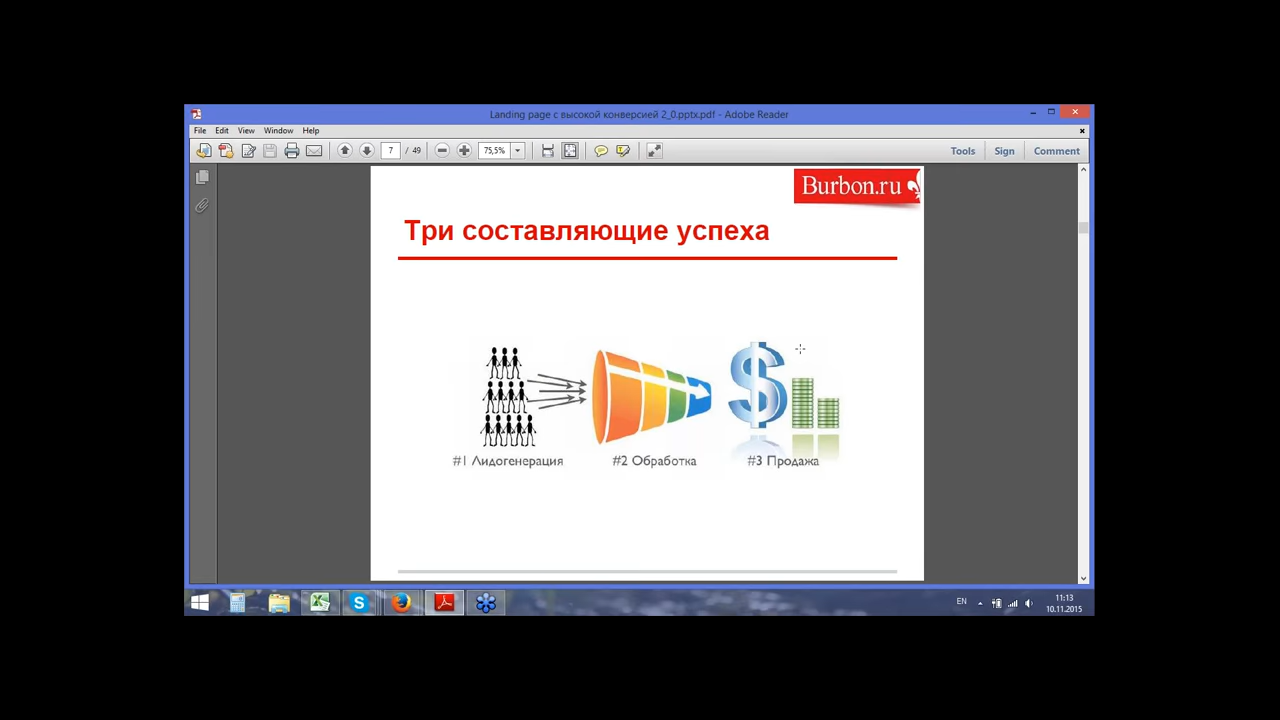 Landing page с высокой конверсией 2_0.pptx.pdf - Adobe Reader
File Edit View Window Help
7 / 49 75,5% Tools Sign Comment
Burbon.ru
Три составляющие успеха
#1 Лидогенерация #2 Обработка #3 Продажа
EN 11:13
10.11.2015